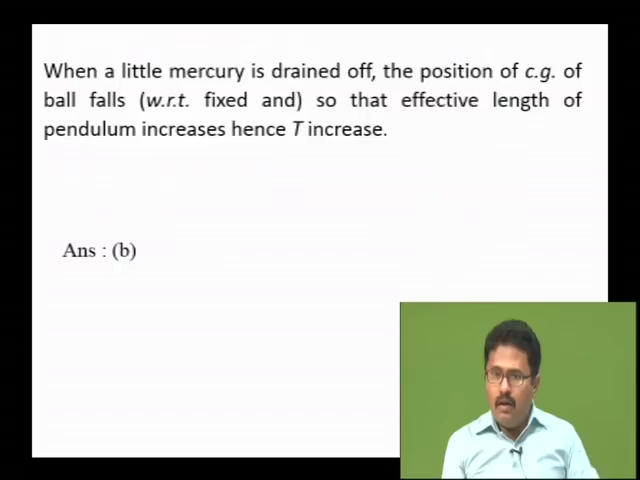 When a little mercury is drained off, the position of c.g. of
ball falls (w.r.t. fixed and) so that effective length of
pendulum increases hence T increase.
Ans : (b)